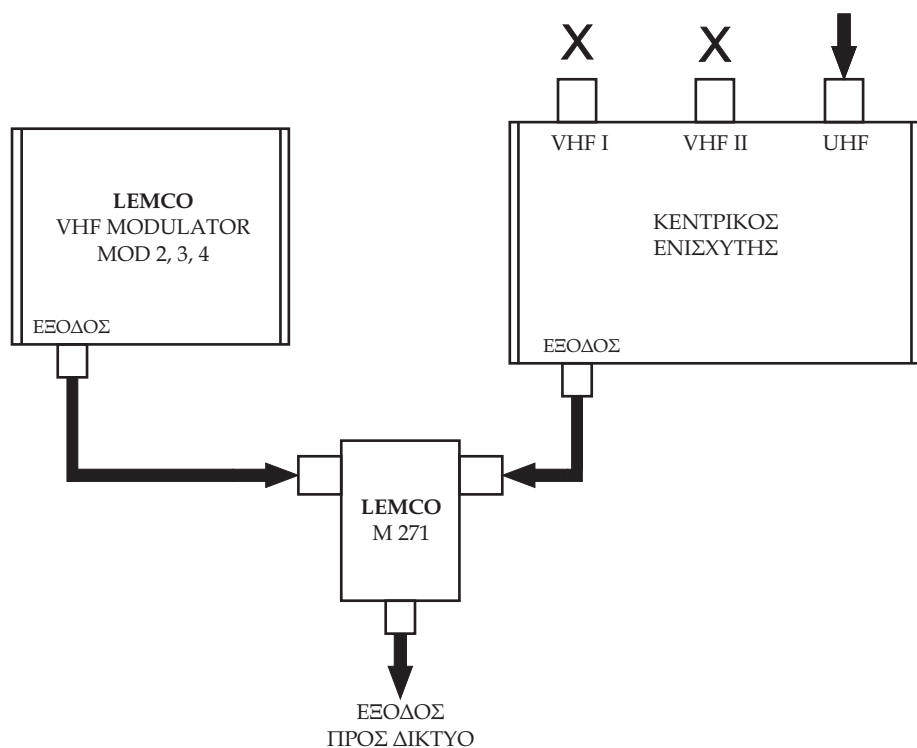 X X
VHF I VHF II UHF
ΚΕΝΤΡΙΚΟΣ
ΕΝΙΣΧΥΤΗΣ
ΕΞΟΔΟΣ
LEMCO
VHF MODULATOR
MOD 2, 3, 4
ΕΞΟΔΟΣ
LEMCO
M 271
ΕΞΟΔΟΣ
ΠΡΟΣ ΔΙΚΤΥΟ